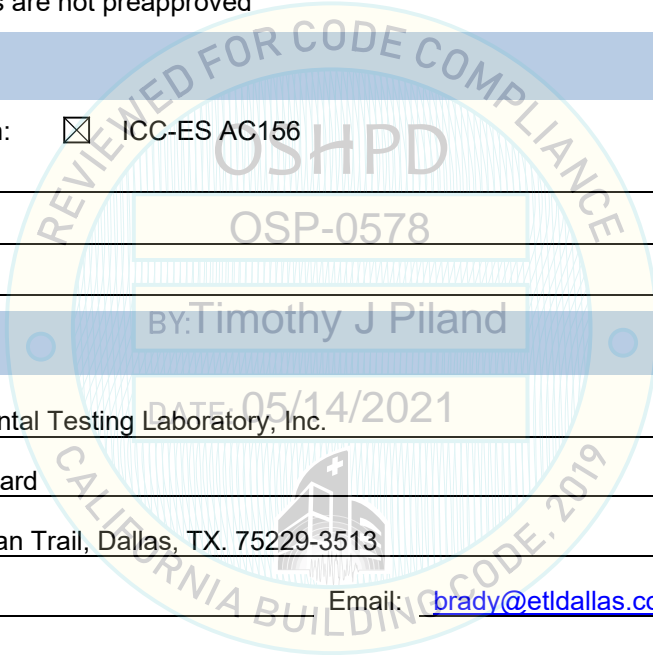 s are not preapproved
REVIEWED FOR CODE COMPLIANCE
n: ☒ ICC-ES AC156
OSHPD
OSP-0578
BY: Timothy J Piland
DATE: 05/14/2021
ntal Testing Laboratory, Inc.
ard
an Trail, Dallas, TX. 75229-3513
Email: brady@etldallas.co
CALIFORNIA BUILDING CODE, 2019